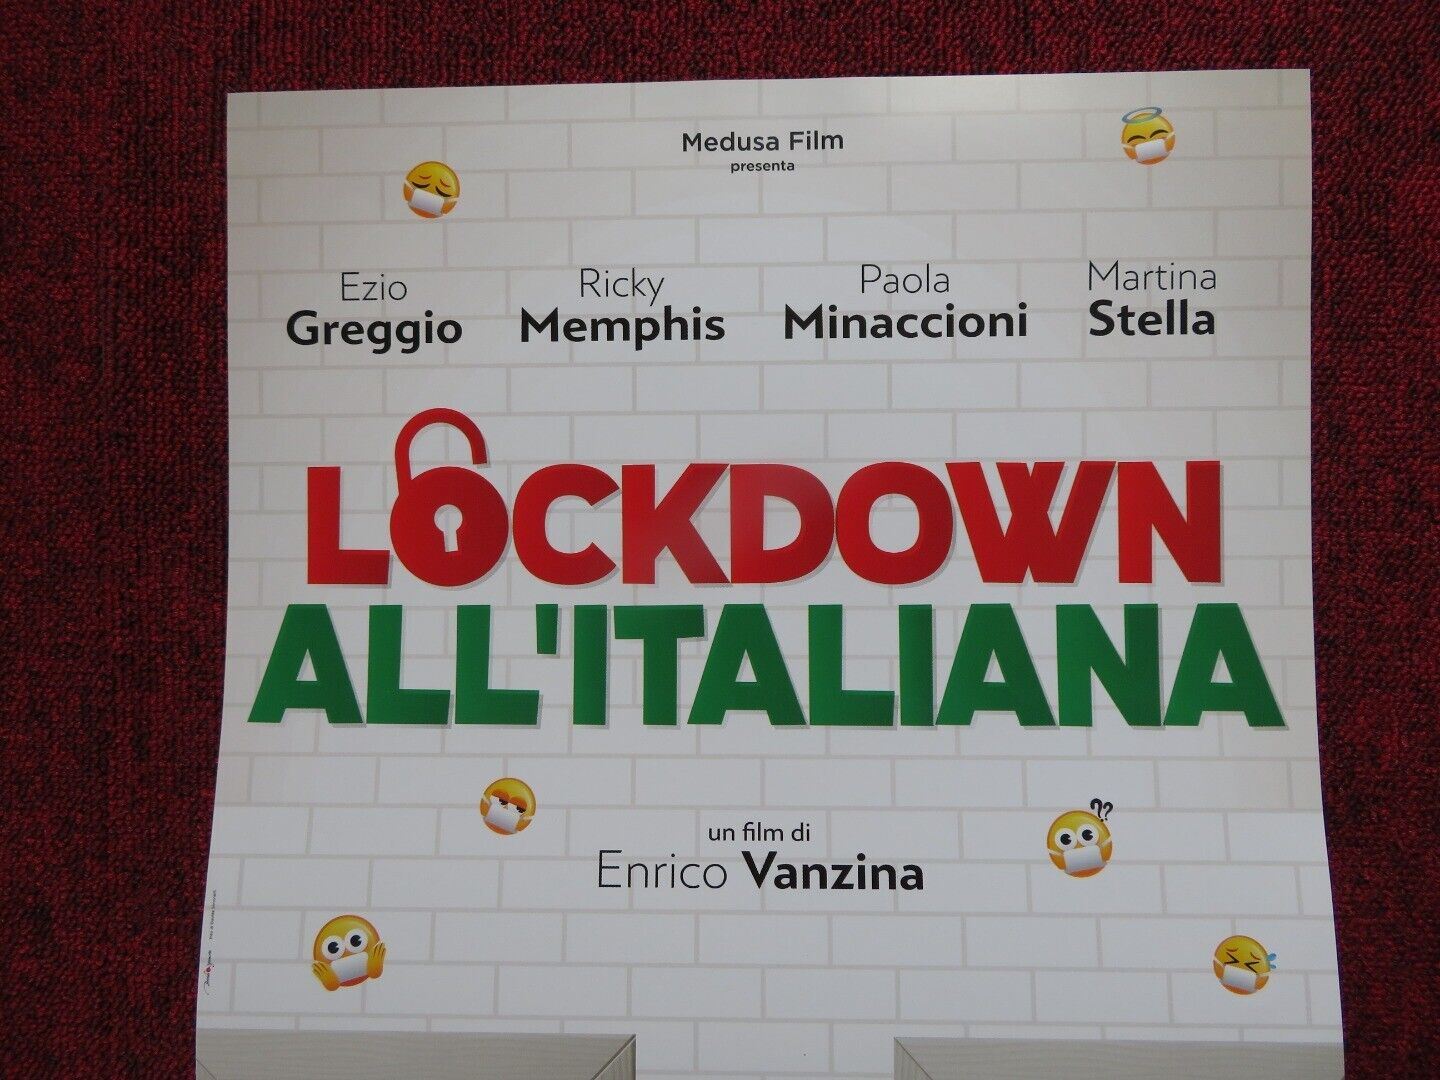 Medusa Film
presenta
Ezio Greggio
Ricky Memphis
Paola Minaccioni
Martina Stella
LOCKDOWN
ALL'ITALIANA
??
un film di
Enrico Vanzina